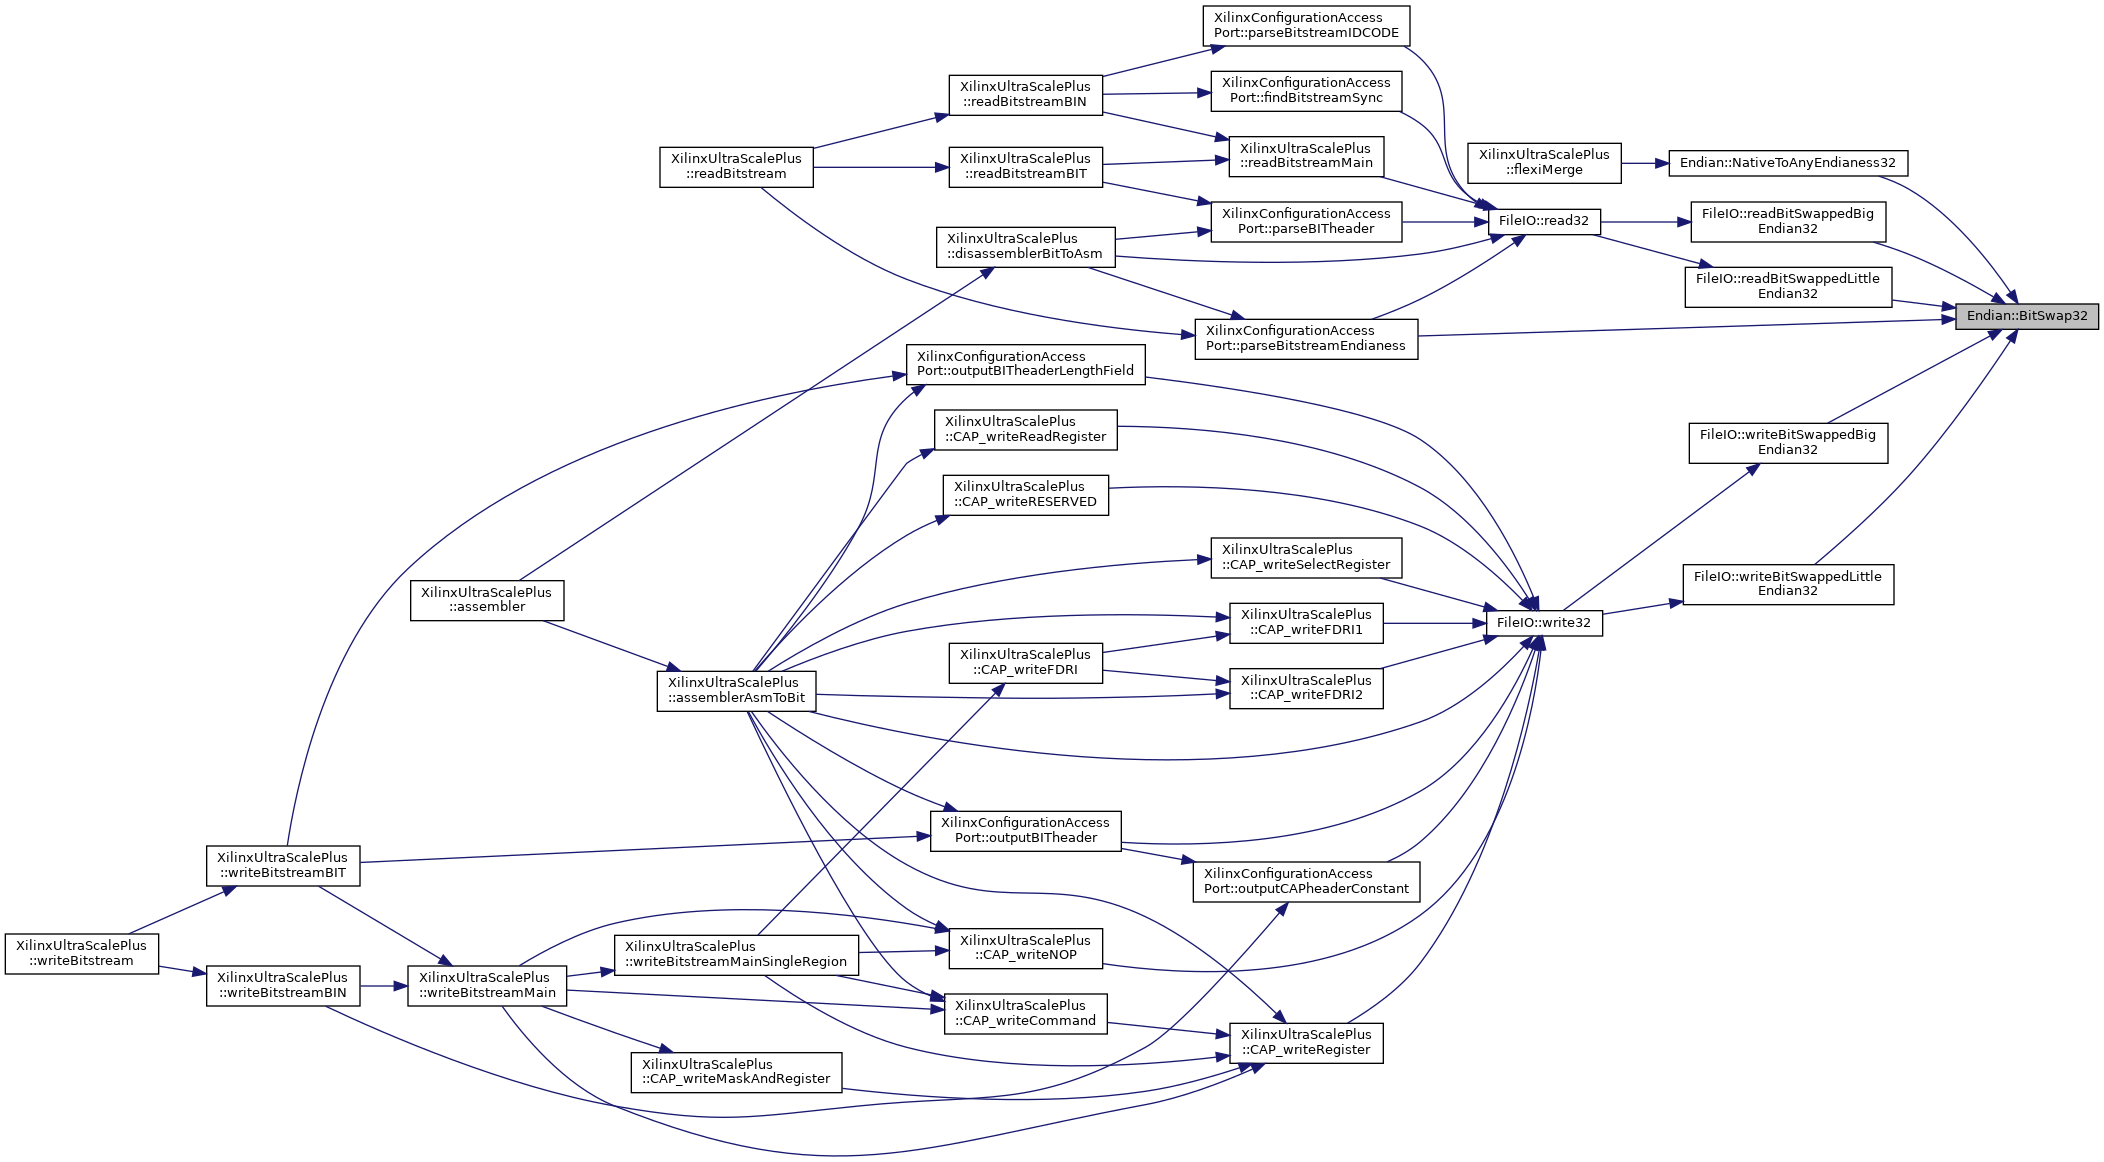 XilinxConfigurationAccess
Port::parseBitstreamIDCODE
XilinxUltraScalePlus
::readBitstreamBIN
XilinxConfigurationAccess
Port::findBitstreamSync
XilinxUltraScalePlus
::readBitstream
XilinxUltraScalePlus
::readBitstreamBIT
XilinxUltraScalePlus
::readBitstreamMain
XilinxUltraScalePlus
::flexiMerge
Endian::NativeToAnyEndianess32
XilinxConfigurationAccess
Port::parseBITheader
FileIO::read32
FileIO::readBitSwappedBig
Endian32
XilinxUltraScalePlus
::disassemblerBitToAsm
FileIO::readBitSwappedLittle
Endian32
Endian::BitSwap32
XilinxConfigurationAccess
Port::parseBitstreamEndianess
XilinxConfigurationAccess
Port::outputBITheaderLengthField
XilinxUltraScalePlus
::CAP_writeReadRegister
FileIO::writeBitSwappedBig
Endian32
XilinxUltraScalePlus
::CAP_writeRESERVED
XilinxUltraScalePlus
::CAP_writeSelectRegister
FileIO::writeBitSwappedLittle
Endian32
XilinxUltraScalePlus
::assembler
XilinxUltraScalePlus
::CAP_writeFDRI1
FileIO::write32
XilinxUltraScalePlus
::CAP_writeFDRI
XilinxUltraScalePlus
::assemblerAsmToBit
XilinxUltraScalePlus
::CAP_writeFDRI2
XilinxConfigurationAccess
Port::outputBITheader
XilinxUltraScalePlus
::writeBitstreamBIT
XilinxConfigurationAccess
Port::outputCAPheaderConstant
XilinxUltraScalePlus
::writeBitstream
XilinxUltraScalePlus
::writeBitstreamMainSingleRegion
XilinxUltraScalePlus
::CAP_writeNOP
XilinxUltraScalePlus
::writeBitstreamBIN
XilinxUltraScalePlus
::writeBitstreamMain
XilinxUltraScalePlus
::CAP_writeCommand
XilinxUltraScalePlus
::CAP_writeRegister
XilinxUltraScalePlus
::CAP_writeMaskAndRegister